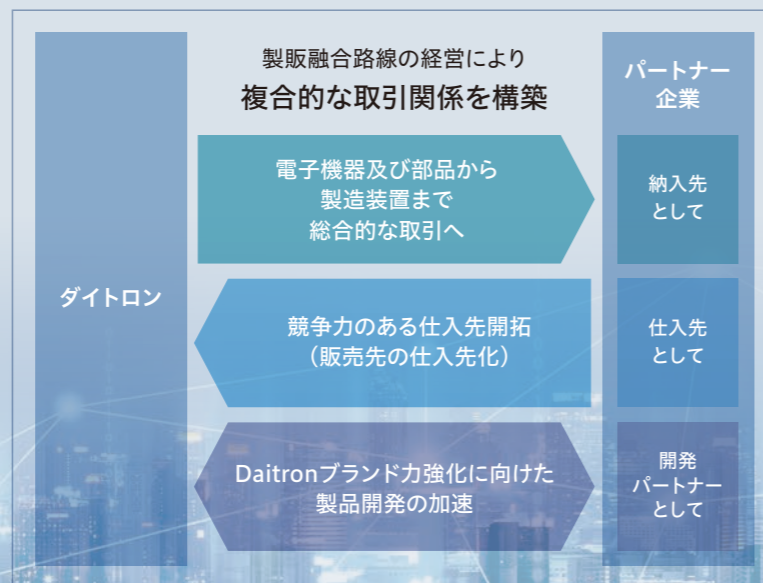 製販融合路線の経営により
複合的な取引関係を構築
パートナー
企業
ダイトロン
電子機器及び部品から
製造装置まで
総合的な取引へ
納入先
として
競争力のある仕入先開拓
（販売先の仕入先化）
仕入先
として
Daitronブランド力強化に向けた
製品開発の加速
開発
パートナー
として